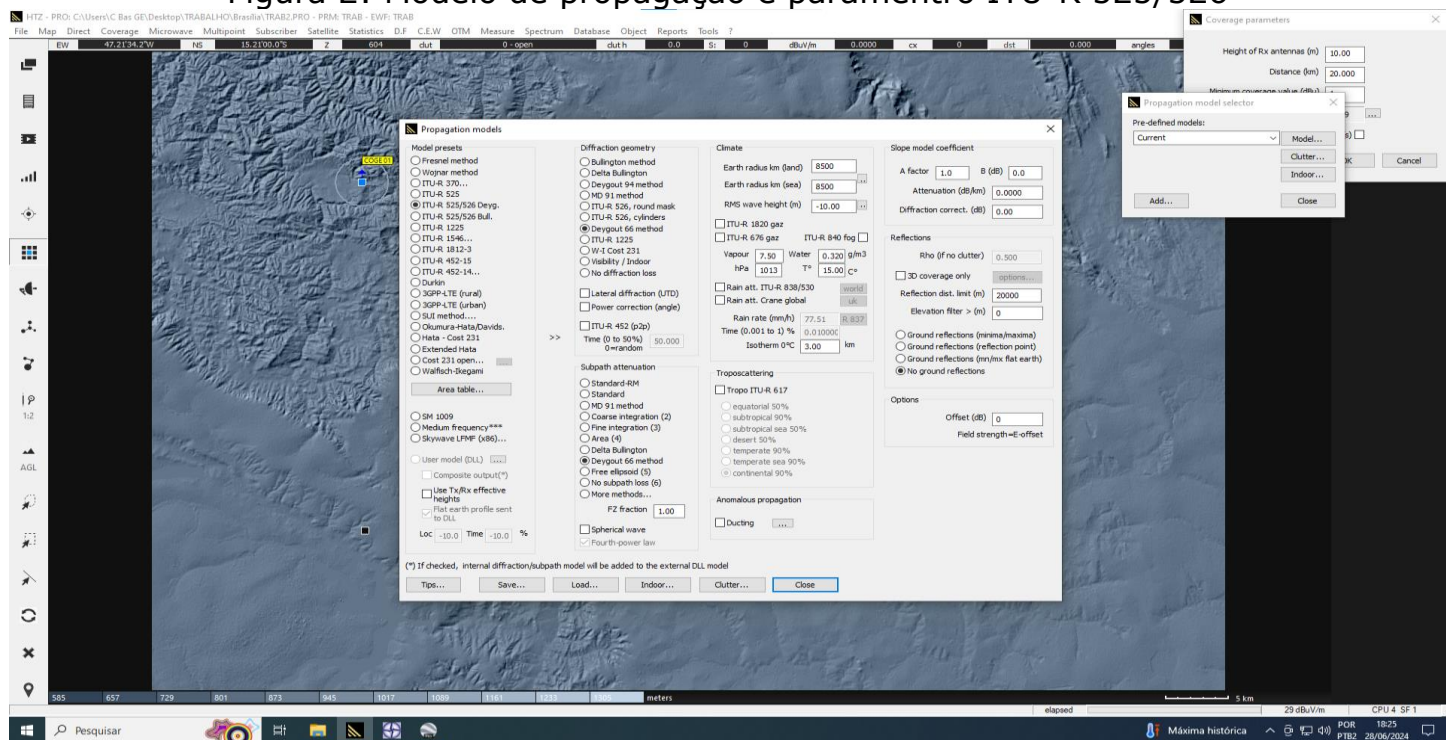 Figura 2: Modelo de propagação e paramentro ITU-R 525/526
HTZ - PRO: C:\Users\C Bas GE\Desktop\TRABALHO\Brasília\TRAB2.PRO - PRM: TRAB - EWF: TRAB
File Map Direct Coverage Microwave Multipoint Subscriber Satellite Statistics D.F C.E.W OTM Measure Spectrum Database Object Reports Tools ?
EW 47.21'34.2"W NS 15.21'00.0"S Z 604 clut 0 - open clut h 0.0 S: 0 dBuV/m 0.0000 cx 0 dst 0.000 angles
1:2
AGL
COGE01
Coverage parameters
Height of Rx antennas (m) 10.00
Distance (km) 20.000
Minimum coverage value (dBu)
Cancel
Propagation model selector
Pre-defined models:
Current
Model...
Clutter...
Indoor...
Add...
Close
Propagation models
Model presets
Fresnel method
Wojnar method
ITU-R 370...
ITU-R 525
ITU-R 525/526 Deyg.
ITU-R 525/526 Bull.
ITU-R 1225
ITU-R 1546...
ITU-R 1812-3
ITU-R 452-15
ITU-R 452-14...
Durkin
3GPP-LTE (rural)
3GPP-LTE (urban)
SUI method....
Okumura-Hata/Davids.
Hata - Cost 231
Extended Hata
Cost 231 open...
Walfisch-Ikegami
Area table...
SM 1009
Medium frequency***
Skywave LFMF (x86)...
User model (DLL) ....
Composite output(*)
Use Tx/Rx effective
heights
Flat earth profile sent
to DLL
Loc -10.0 Time -10.0 %
>>
Diffraction geometry
Bullington method
Delta Bullington
Deygout 94 method
MD 91 method
ITU-R 526, round mask
ITU-R 526, cylinders
Deygout 66 method
ITU-R 1225
W-I Cost 231
Visibility / Indoor
No diffraction loss
Lateral diffraction (UTD)
Power correction (angle)
ITU-R 452 (p2p)
Time (0 to 50%) 50.000
0=random
Subpath attenuation
Standard-RM
Standard
MD 91 method
Coarse integration (2)
Fine integration (3)
Area (4)
Delta Bullington
Deygout 66 method
Free ellipsoid (5)
No subpath loss (6)
More methods...
FZ fraction 1.00
Spherical wave
Fourth-power law
Climate
Earth radius km (land) 8500
Earth radius km (sea) 8500 ...
RMS wave height (m) -10.00 ..
ITU-R 1820 gaz
ITU-R 676 gaz ITU-R 840 fog
Vapour 7.50 Water 0.320 g/m3
hPa 1013 T° 15.00 C°
Rain att. ITU-R 838/530 world
Rain att. Crane global uk
Rain rate (mm/h) 77.51 R 837
Time (0.001 to 1) % 0.01000
Isotherm 0°C 3.00 km
Troposcattering
Tropo ITU-R 617
equatorial 50%
subtropical 90%
subtropical sea 50%
desert 50%
temperate 90%
temperate sea 90%
continental 90%
Anomalous propagation
Ducting ...
Slope model coefficient
A factor 1.0 B (dB) 0.0
Attenuation (dB/km) 0.0000
Diffraction correct. (dB) 0.00
Reflections
Rho (if no clutter) 0.500
3D coverage only options...
Reflection dist. limit (m) 20000
Elevation filter > (m) 0
Ground reflections (minima/maxima)
Ground reflections (reflection point)
Ground reflections (mn/mx flat earth)
No ground reflections
Options
Offset (dB) 0
Field strength=E-offset
(*) If checked, internal diffraction/subpath model will be added to the external DLL model
Tips... Save... Load... Indoor... Clutter... Close
585 657 729 801 873 945 1017 1089 1161 1233 1305 meters
5 km
elapsed 29 dBuV/m CPU 4 SF 1
Pesquisar
Máxima histórica
POR 18:25
PTB2 28/06/2024